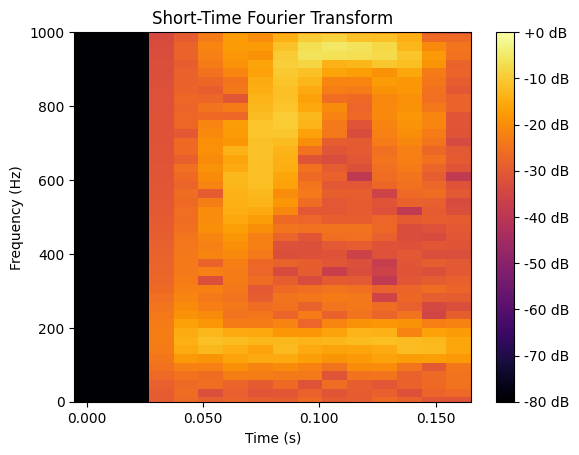 Short-Time Fourier Transform
Frequency (Hz)
1000
800
600
400
200
0
0.000 0.050 0.100 0.150
Time (s)
+0 dB
-10 dB
-20 dB
-30 dB
-40 dB
-50 dB
-60 dB
-70 dB
-80 dB